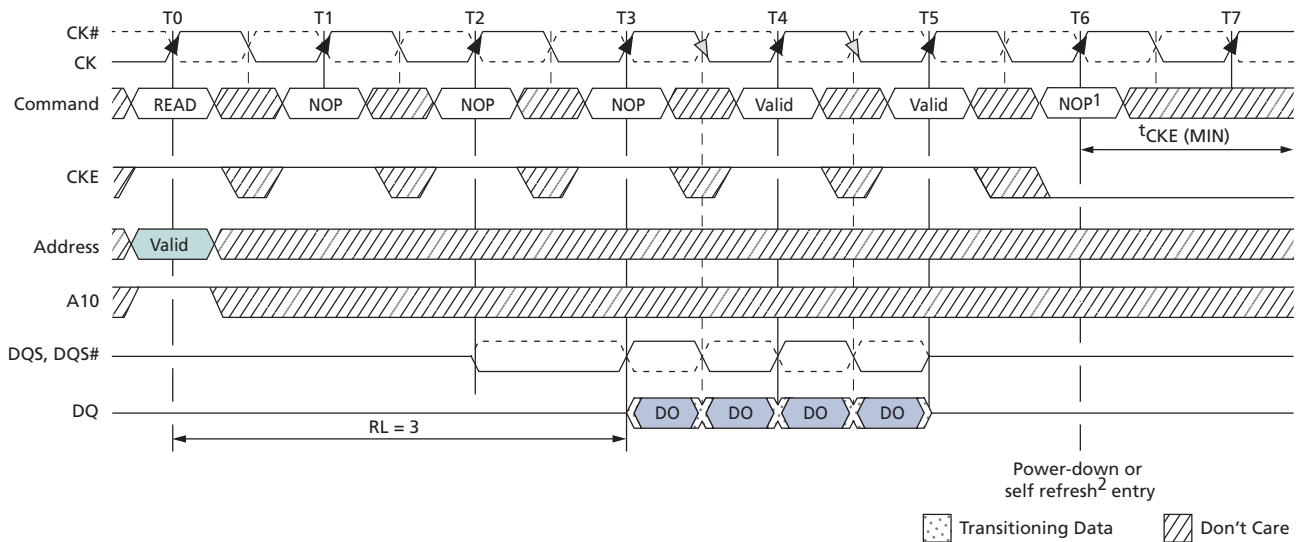 T0 T1 T2 T3 T4 T5 T6 T7
CK#
CK
Command READ NOP NOP NOP Valid Valid NOP1
tCKE (MIN)
CKE
Address Valid
A10
DQS, DQS#
DQ DO DO DO DO
RL = 3
Power-down or
self refresh2 entry
Transitioning Data Don't Care